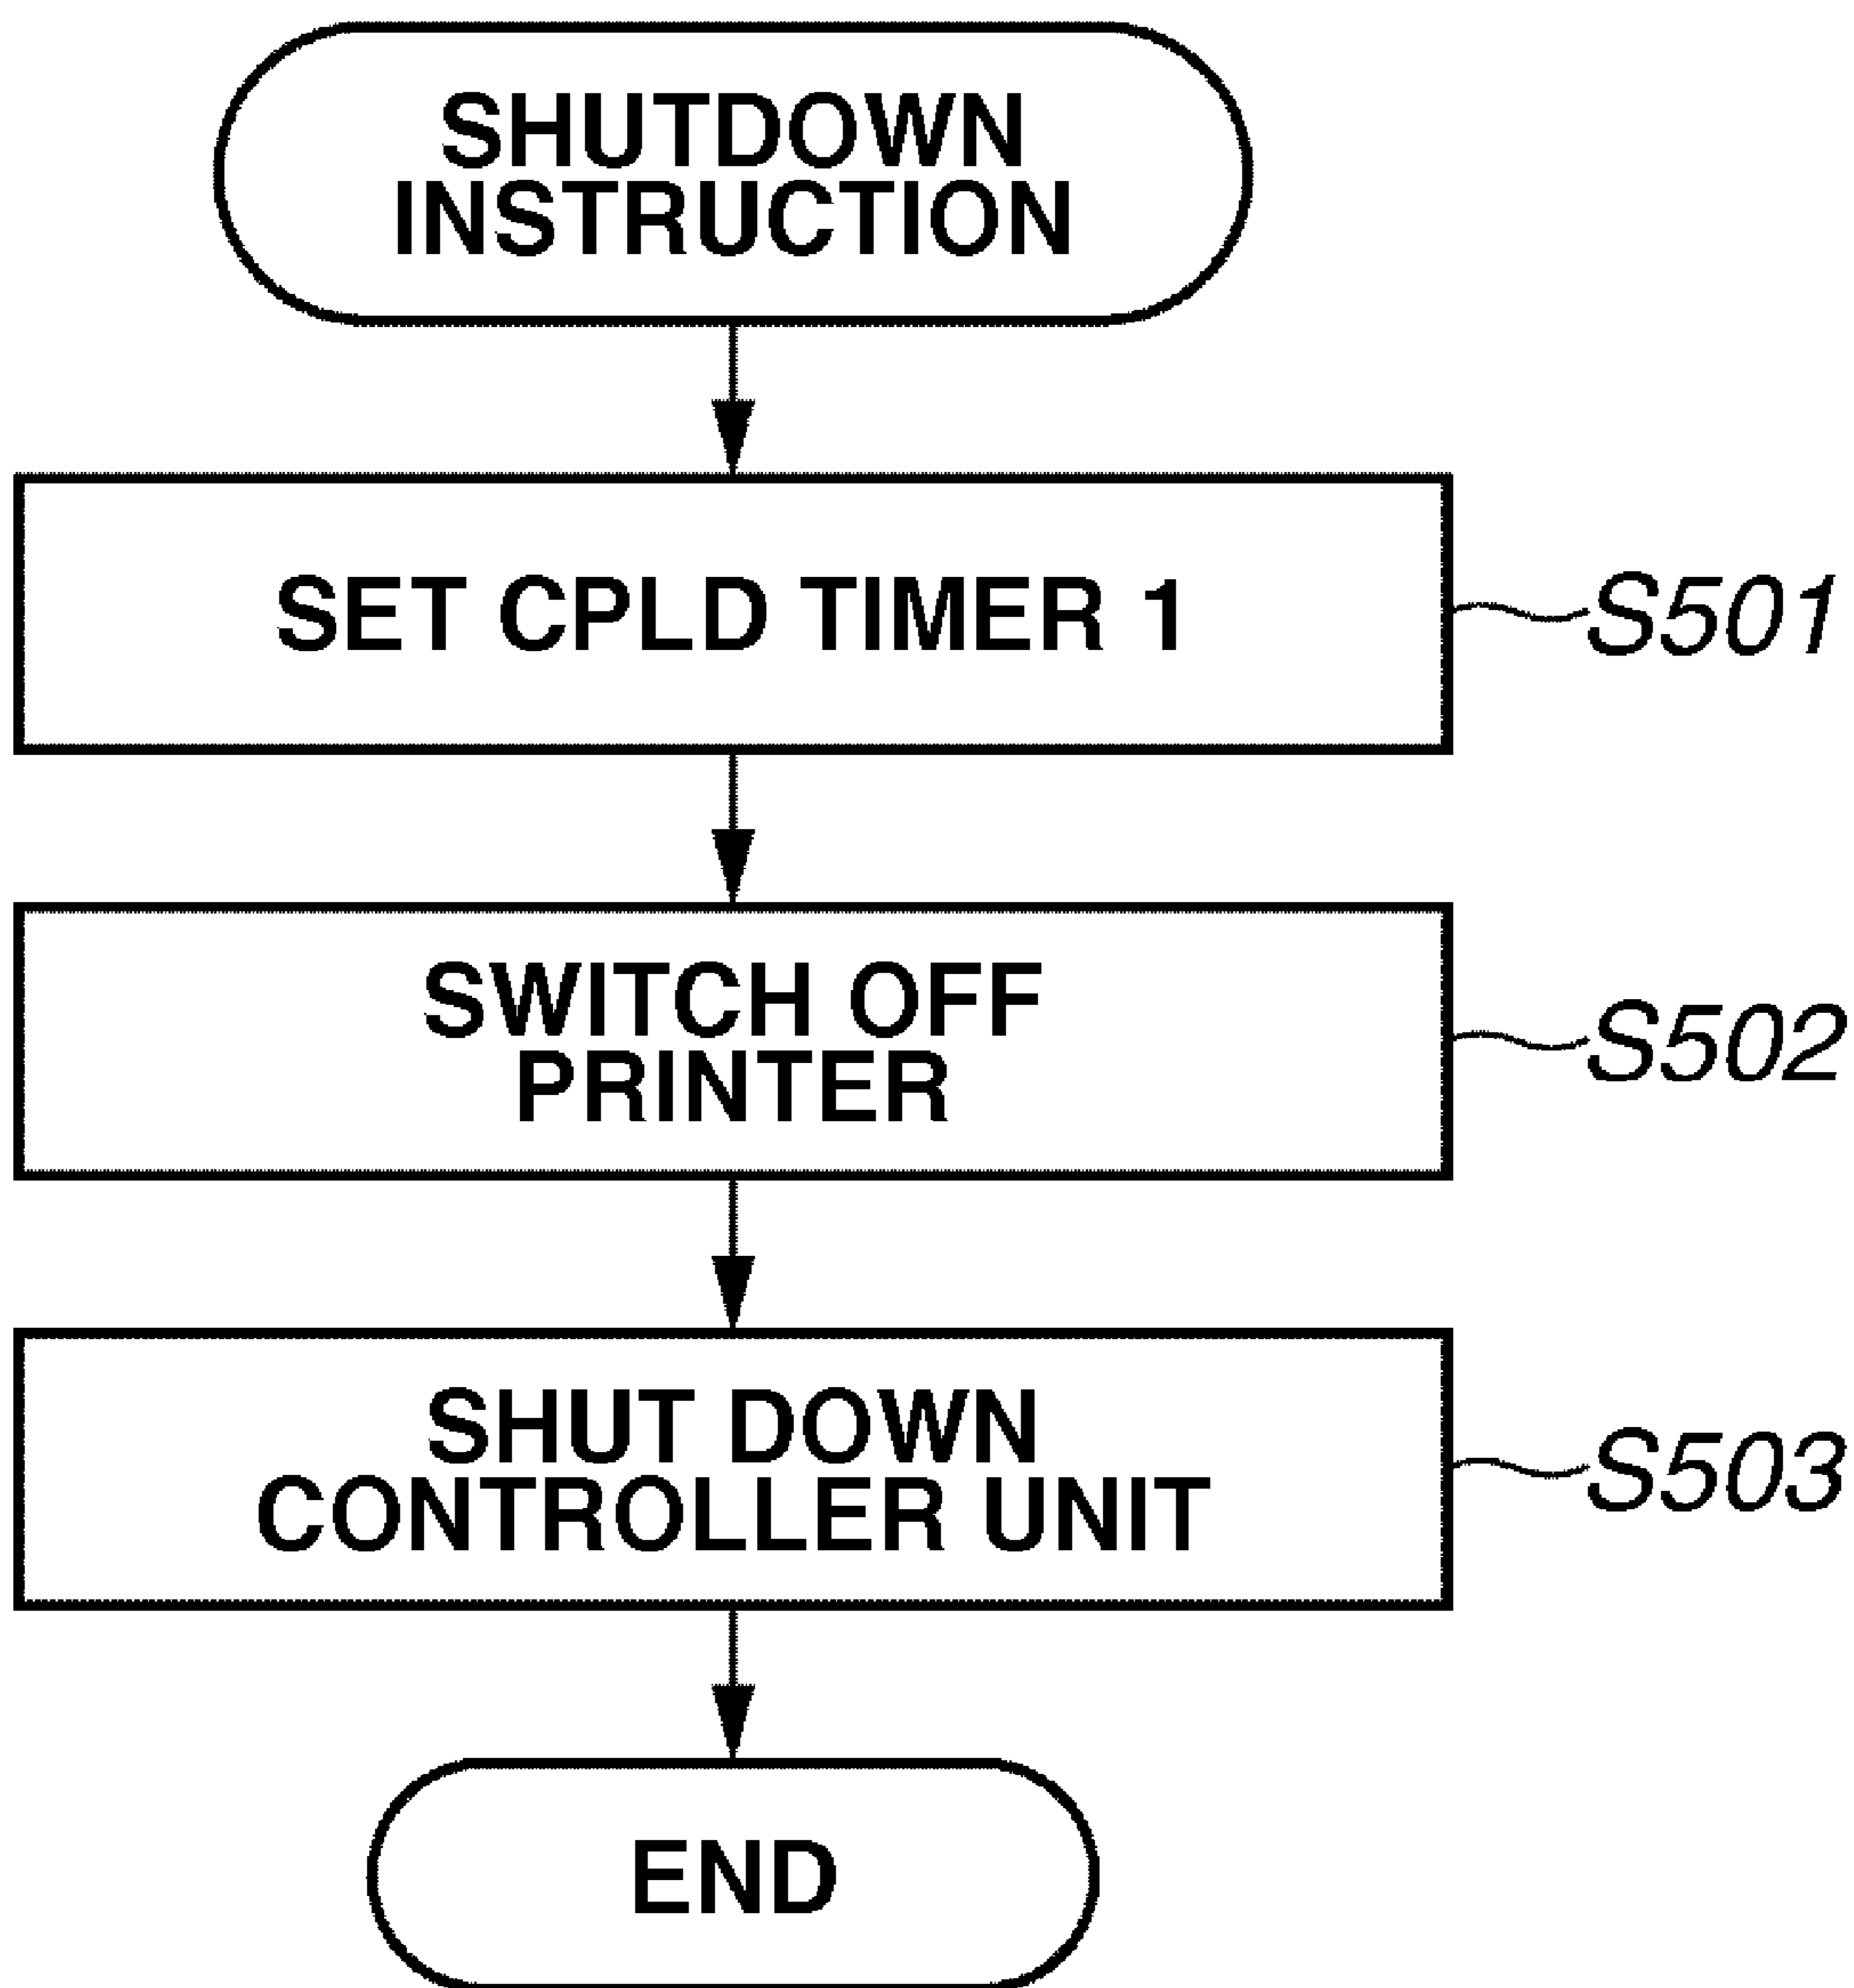 SHUTDOWN
INSTRUCTION
SET CPLD TIMER 1
S501
SWITCH OFF
PRINTER
S502
SHUT DOWN
CONTROLLER UNIT
S503
END